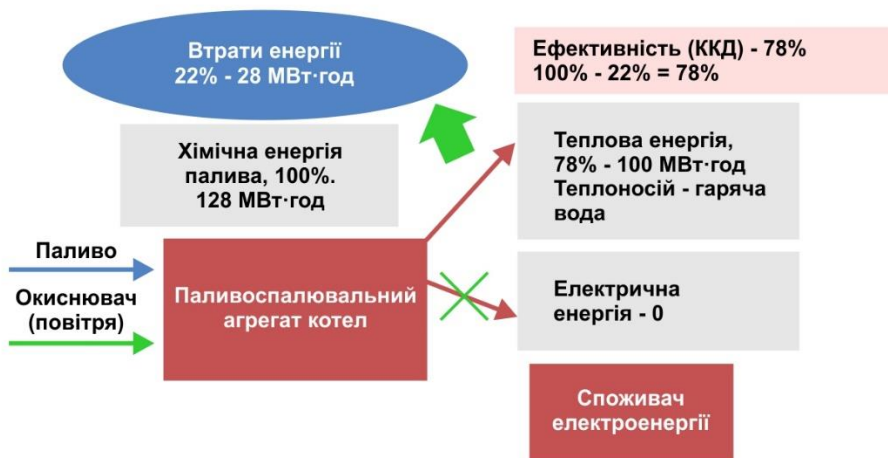 Втрати енергії
22% - 28 МВт·год
Ефективність (ККД) - 78%
100% - 22% = 78%
Хімічна енергія
палива, 100%.
128 МВт·год
Теплова енергія,
78% - 100 МВт·год
Теплоносій - гаряча
вода
Паливо
Окиснювач
(повітря)
Паливоспалювальний
агрегат котел
Електрична
енергія - 0
Споживач
електроенергії